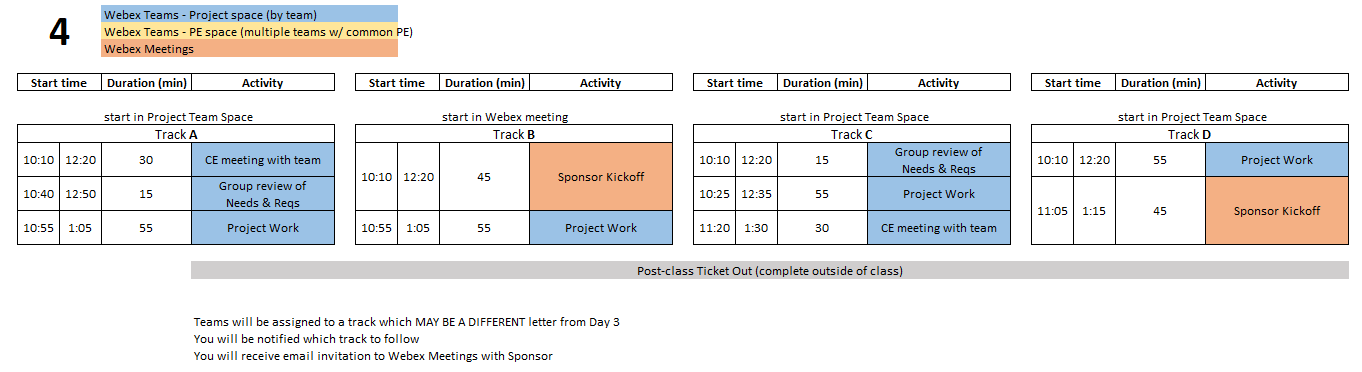 4
Webex Teams - Project space (by team)
Webex Teams - PE space (multiple teams w/ common PE)
Webex Meetings
Start time Duration (min) Activity
start in Project Team Space
Track A
10:10 12:20 30 CE meeting with team
10:40 12:50 15 Group review of
Needs & Reqs
10:55 1:05 55 Project Work
Start time Duration (min) Activity
start in Webex meeting
Track B
10:10 12:20 45 Sponsor Kickoff
10:55 1:05 55 Project Work
Start time Duration (min) Activity
start in Project Team Space
Track C
10:10 12:20 15 Group review of
Needs & Reqs
10:25 12:35 55 Project Work
11:20 1:30 30 CE meeting with team
Start time Duration (min) Activity
start in Project Team Space
Track D
10:10 12:20 55 Project Work
11:05 1:15 45 Sponsor Kickoff
Post-class Ticket Out (complete outside of class)
Teams will be assigned to a track which MAY BE A DIFFERENT letter from Day 3
You will be notified which track to follow
You will receive email invitation to Webex Meetings with Sponsor